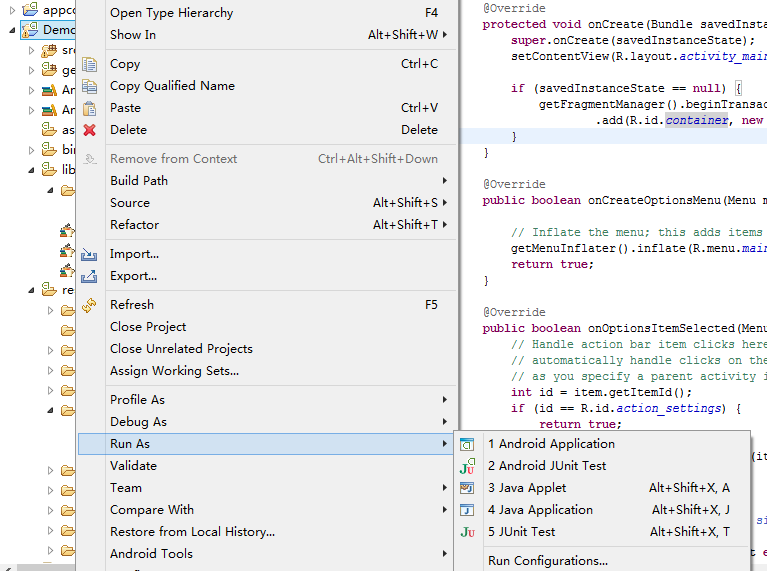 appco
Demo
src
ge
An
An
as
bin
lib
re
Open Type Hierarchy F4
Show In Alt+Shift+W
Copy Ctrl+C
Copy Qualified Name
Paste Ctrl+V
Delete Delete
Remove from Context Ctrl+Alt+Shift+Down
Build Path
Source Alt+Shift+S
Refactor Alt+Shift+T
Import...
Export...
Refresh F5
Close Project
Close Unrelated Projects
Assign Working Sets...
Profile As
Debug As
Run As
Validate
Team
Compare With
Restore from Local History...
Android Tools
1 Android Application
2 Android JUnit Test
3 Java Applet Alt+Shift+X, A
4 Java Application Alt+Shift+X, J
5 JUnit Test Alt+Shift+X, T
Run Configurations...
@Override
protected void onCreate(Bundle savedInsta
super.onCreate(savedInstanceState);
setContentView(R.layout.activity_main
if (savedInstanceState == null) {
getFragmentManager().beginTransac
.add(R.id.container, new
}
}
@Override
public boolean onCreateOptionsMenu(Menu m
// Inflate the menu; this adds items
getMenuInflater().inflate(R.menu.main
return true;
}
@Override
public boolean onOptionsItemSelected(Menu
// Handle action bar item clicks here
// automatically handle clicks on the
// as you specify a parent activity i
int id = item.getItemId();
if (id == R.id.action_settings) {
return true;
(it
si
t e